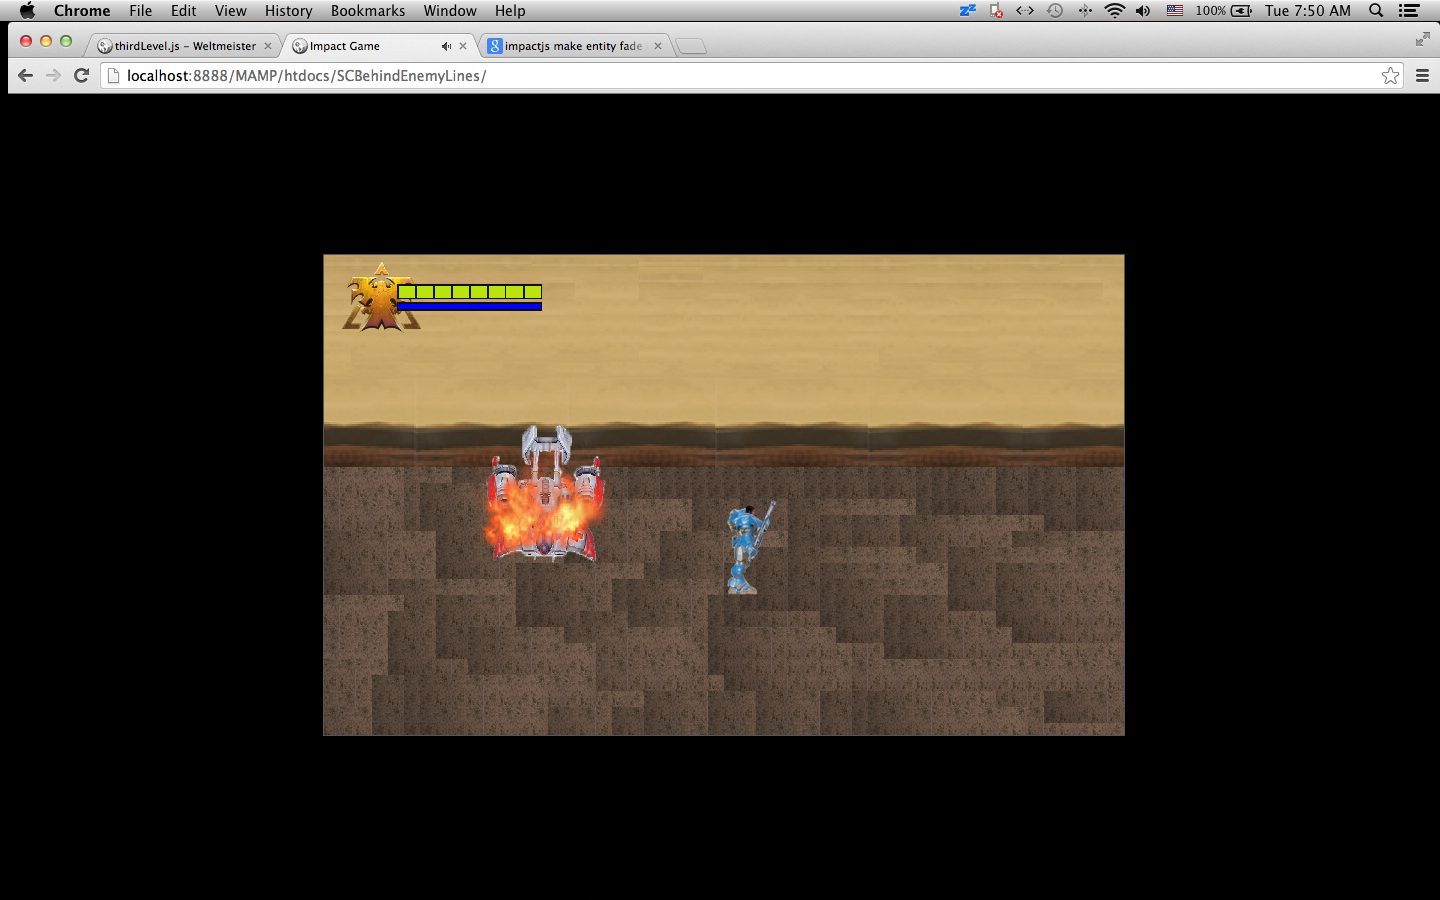 Chrome File Edit View History Bookmarks Window Help 100% Tue 7:50 AM
thirdLevel.js – Weltmeister Impact Game impactjs make entity fade
localhost:8888/MAMP/htdocs/SCBehindEnemyLines/